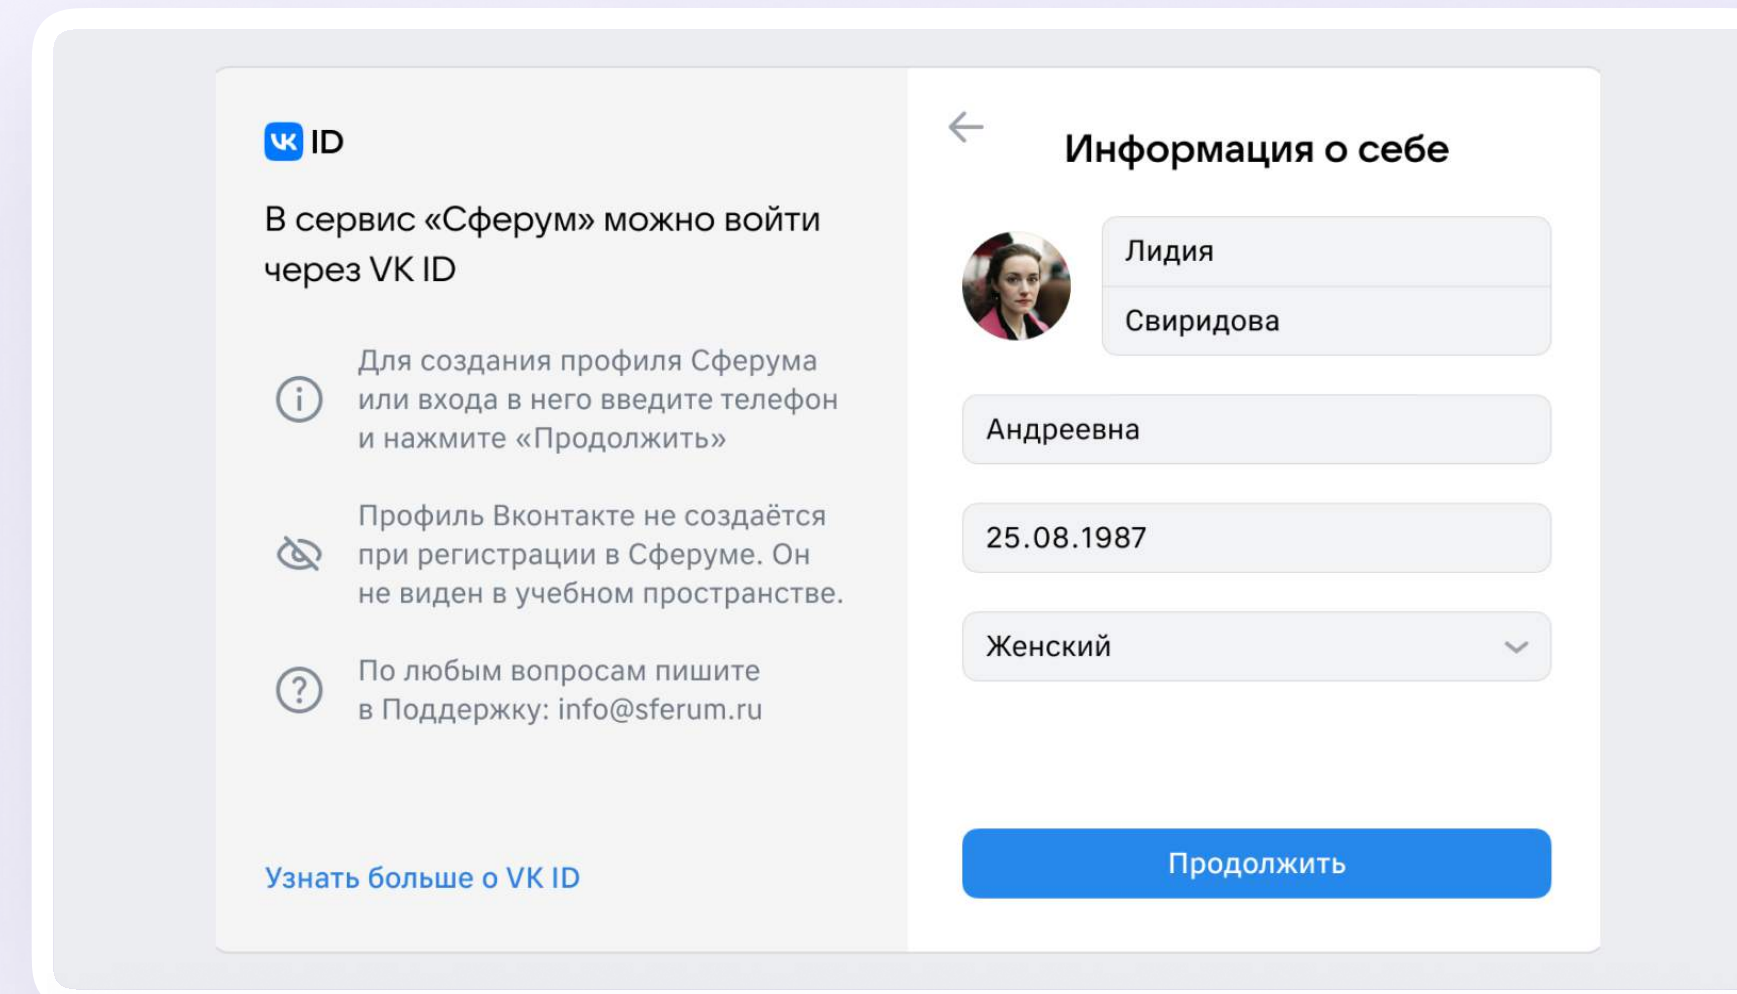 VK ID
В сервис «Сферум» можно войти
через VK ID
Для создания профиля Сферума
или входа в него введите телефон
и нажмите «Продолжить»
Профиль Вконтакте не создаётся
при регистрации в Сферуме. Он
не виден в учебном пространстве.
По любым вопросам пишите
в Поддержку: info@sferum.ru
Узнать больше о VK ID
Информация о себе
Лидия
Свиридова
Андреевна
25.08.1987
Женский
Продолжить